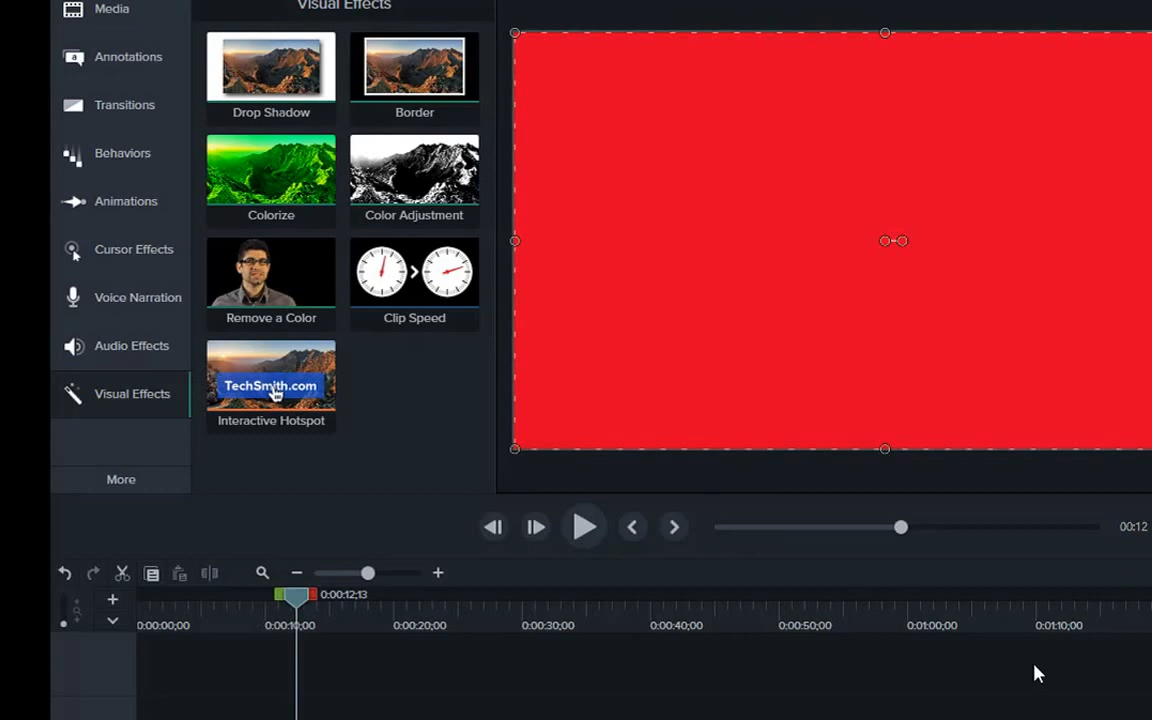 Visual Effects
Media
Annotations
Transitions
Behaviors
Animations
Cursor Effects
Voice Narration
Audio Effects
Visual Effects
More
Drop Shadow
Border
Colorize
Color Adjustment
Remove a Color
Clip Speed
TechSmith.com
Interactive Hotspot
00:12
0:00:12;13
0:00:00;00
0:00:10;00
0:00:20;00
0:00:30;00
0:00:40;00
0:00:50;00
0:01:00;00
0:01:10;00